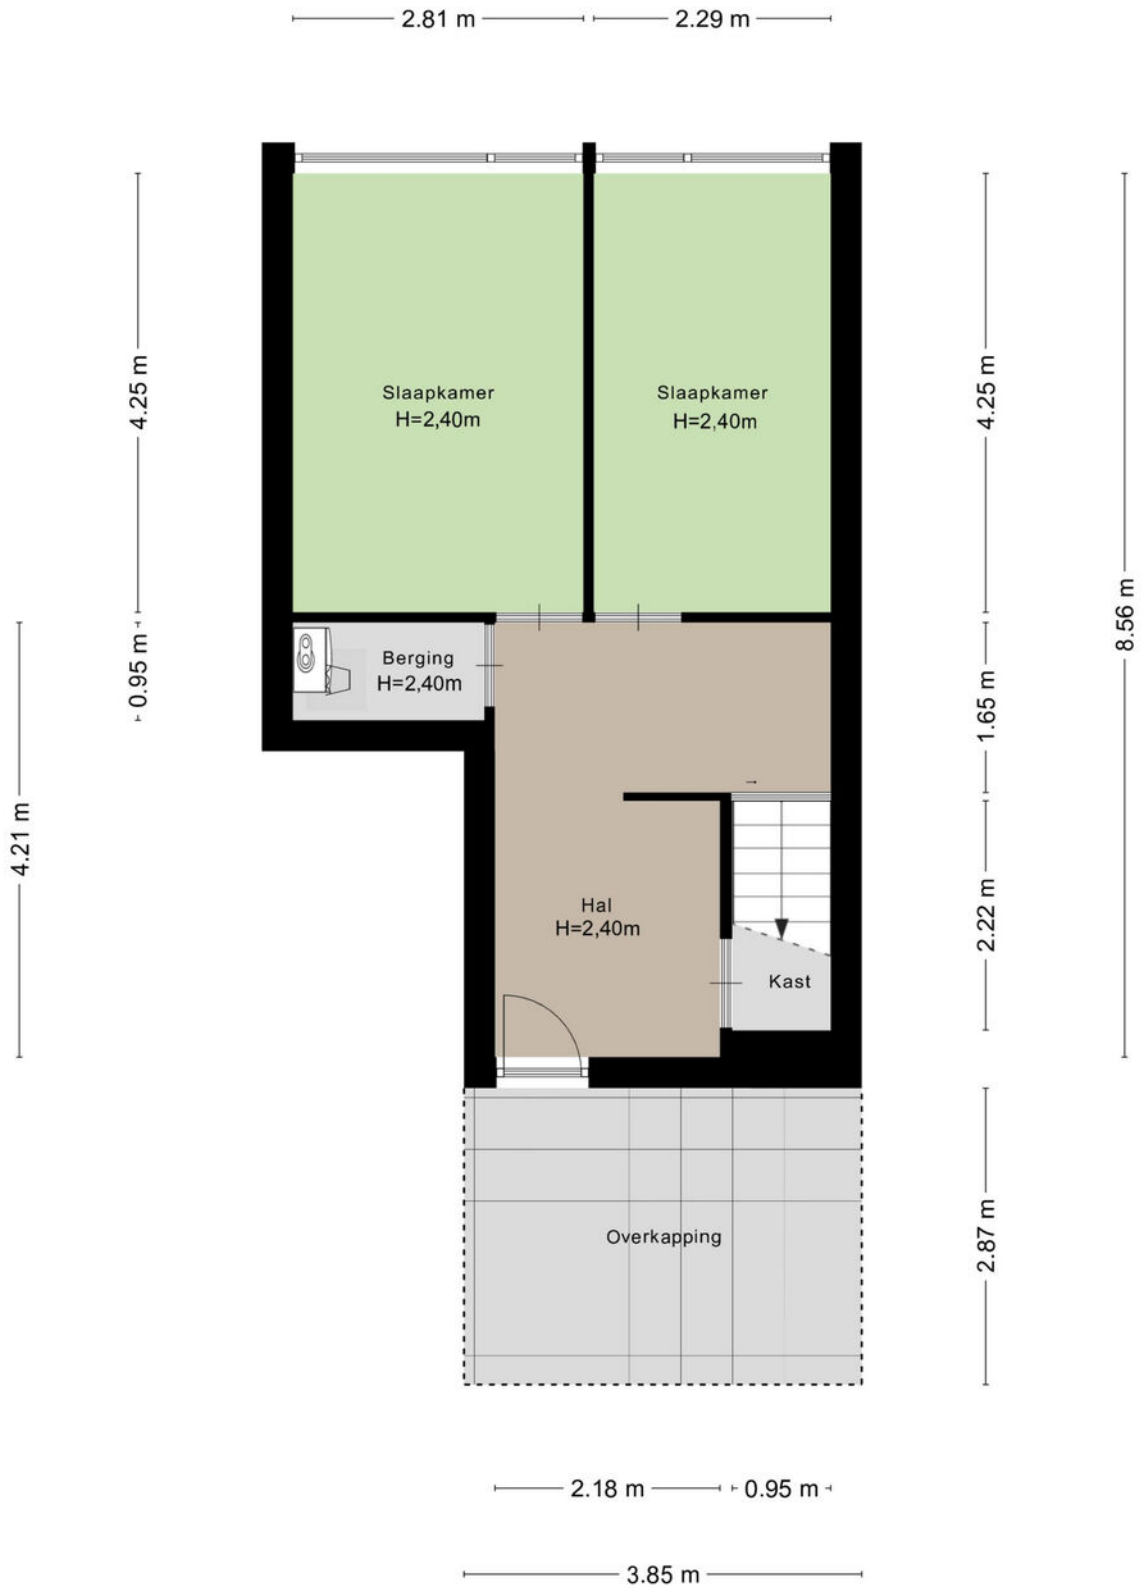 2.81 m
2.29 m
4.25 m
4.25 m
Slaapkamer
H=2,40m
Slaapkamer
H=2,40m
8.56 m
0.95 m
Berging
H=2,40m
1.65 m
4.21 m
Hal
H=2,40m
2.22 m
Kast
Overkapping
2.87 m
2.18 m
0.95 m
3.85 m